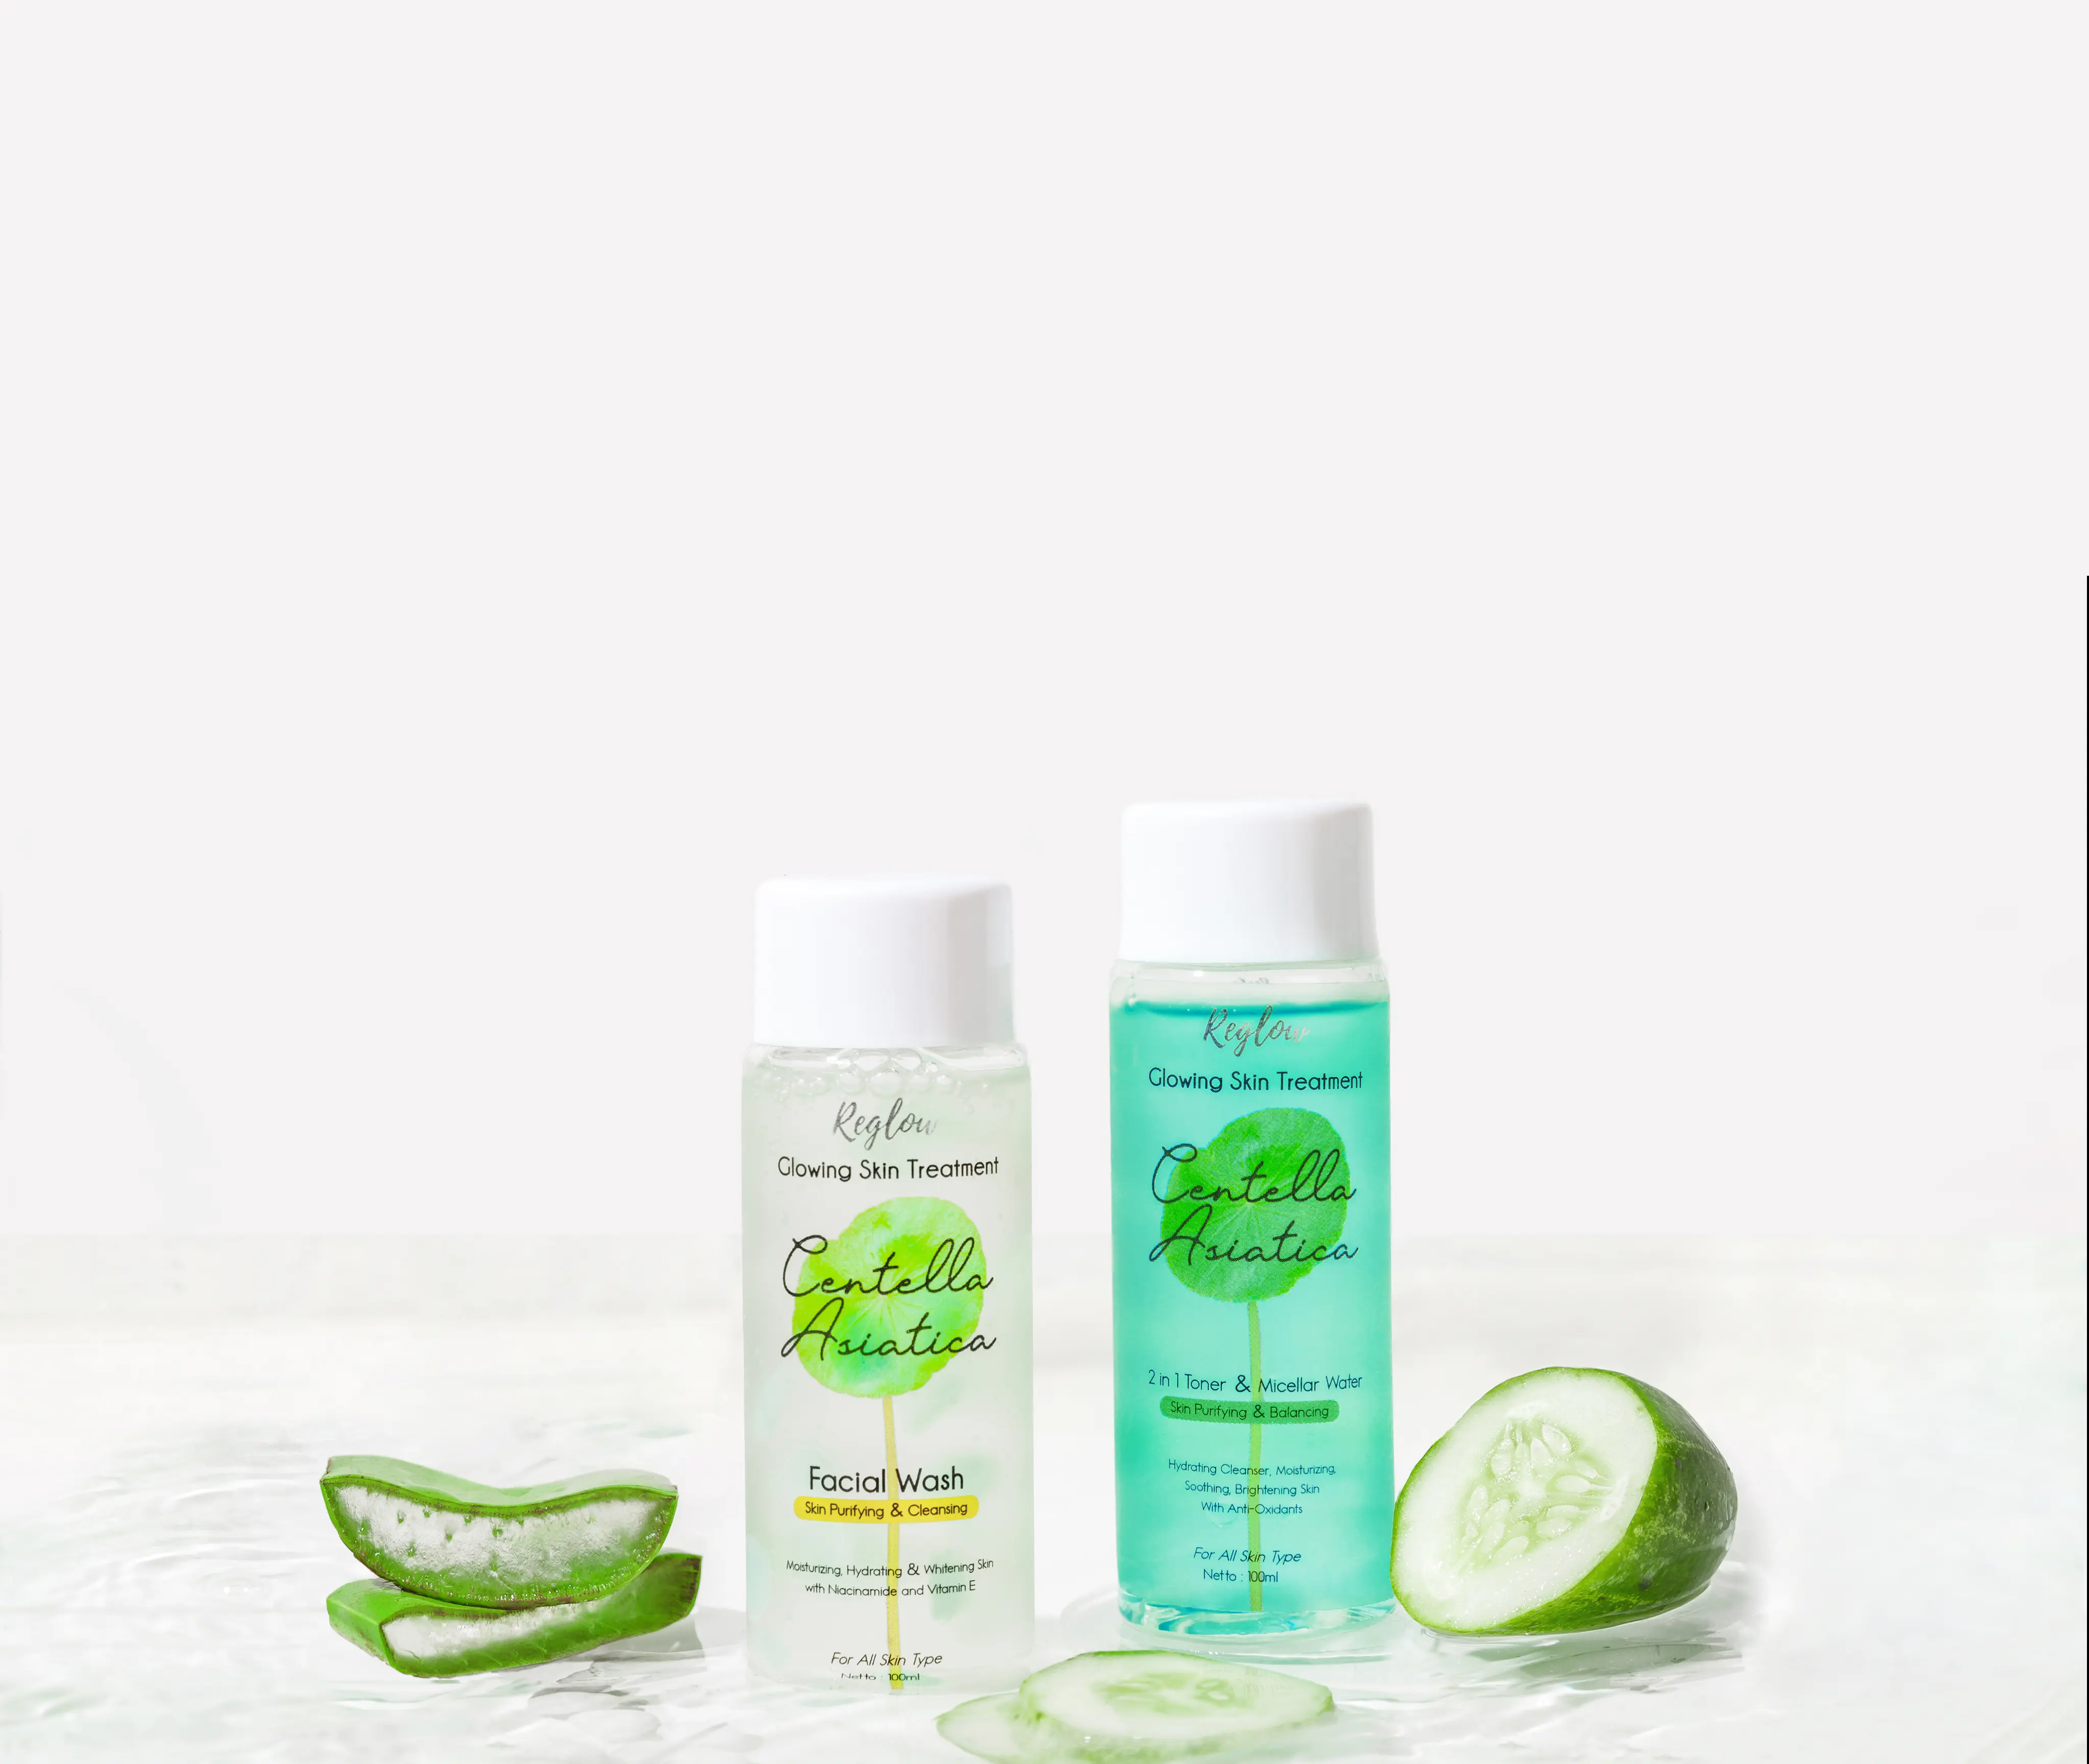 Reglow
Glowing Skin Treatment
Centella
Asiatica
Facial Wash
Skin Purifying & Cleansing
Moisturizing, Hydrating & Whitening Skin
with Niacinamide and Vitamin E
For All Skin Type
Netto : 100ml
Reglow
Glowing Skin Treatment
Centella
Asiatica
2 in 1 Toner & Micellar Water
Skin Purifying & Balancing
Hydrating Cleanser, Moisturizing,
Soothing, Brightening Skin
With Anti-Oxidants
For All Skin Type
Netto : 100ml